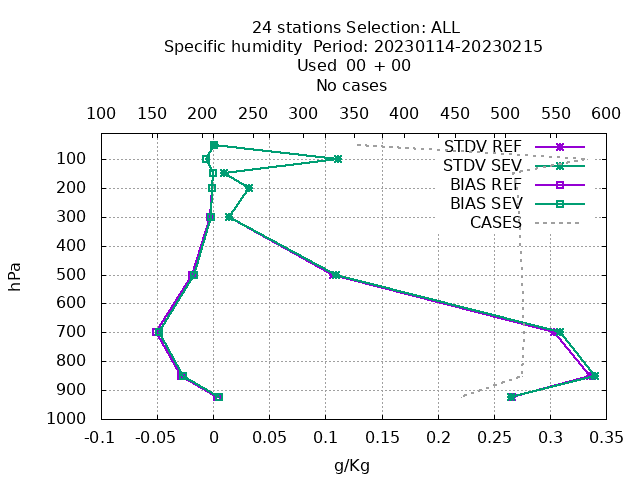 24 stations Selection: ALL
Specific humidity  Period: 20230114-20230215
Used  00 + 00
No cases
100 150 200 250 300 350 400 450 500 550 600
STDV REF
STDV SEV
BIAS REF
BIAS SEV
CASES
hPa
100
200
300
400
500
600
700
800
900
1000
-0.1 -0.05 0 0.05 0.1 0.15 0.2 0.25 0.3 0.35
g/Kg